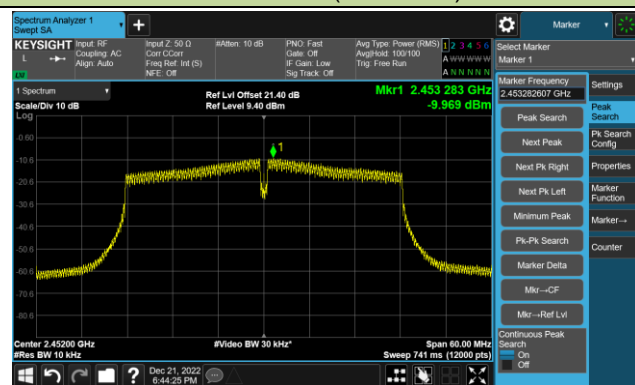 Spectrum Analyzer 1
Swept SA
Marker
KEYSIGHT
L
LW
Input: RF
Coupling: AC
Align: Auto
Input Z: 50 Ω
Corr CCorr
Freq Ref: Int (S)
NFE: Off
#Atten: 10 dB
PNO: Fast
Gate: Off
IF Gain: Low
Sig Track: Off
Avg Type: Power (RMS)
Avg|Hold: 100/100
Trig: Free Run
1 2 3 4 5 6
A W W W W W
A N N N N N
Select Marker
Marker 1
1 Spectrum
Scale/Div 10 dB
Log
Ref Lvl Offset 21.40 dB
Ref Level 9.40 dBm
Mkr1 2.453 283 GHz
-9.969 dBm
1
-0.60
-10.6
-20.6
-30.6
-40.6
-50.6
-60.6
-70.6
-80.6
Center 2.45200 GHz
#Res BW 10 kHz
#Video BW 30 kHz*
Span 60.00 MHz
Sweep 741 ms (12000 pts)
Marker Frequency
2.453282607 GHz
Peak Search
Next Peak
Next Pk Right
Next Pk Left
Minimum Peak
Pk-Pk Search
Marker Delta
Mkr→CF
Mkr→Ref Lvl
Continuous Peak
Search
On
Off
Settings
Peak
Search
Pk Search
Config
Properties
Marker
Function
Marker→
Counter
Dec 21, 2022
6:44:25 PM